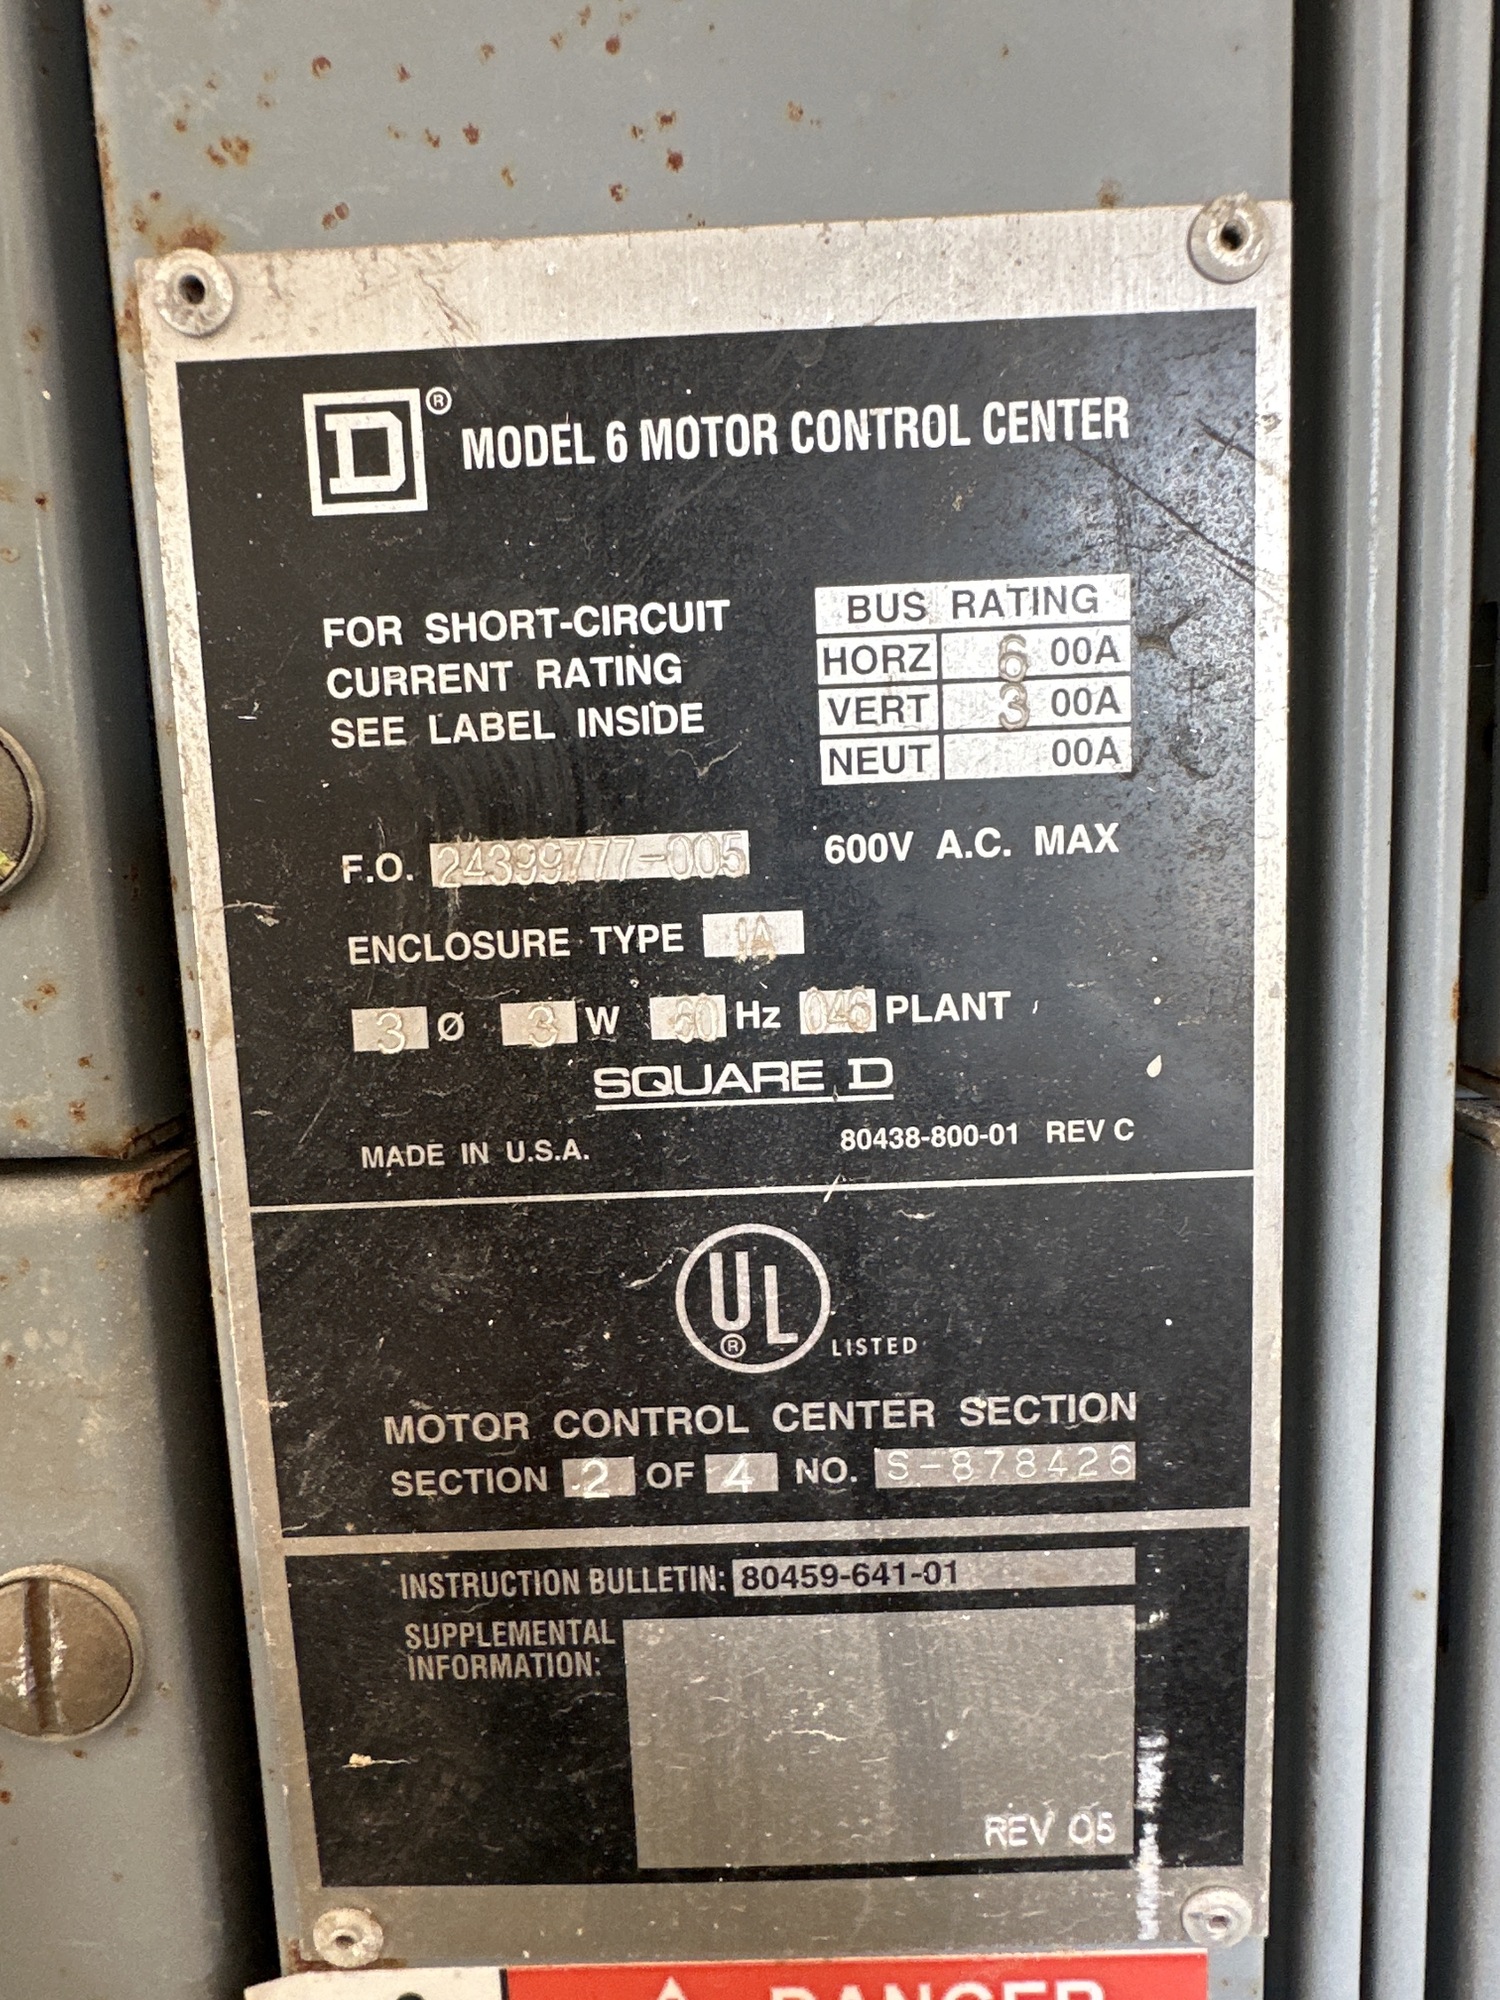 D® MODEL 6 MOTOR CONTROL CENTER
FOR SHORT-CIRCUIT
CURRENT RATING
SEE LABEL INSIDE
BUS RATING
HORZ 6 00A
VERT 3 00A
NEUT 00A
F.O. 24399777-005
600V A.C. MAX
ENCLOSURE TYPE 1A
3 Ø 3 W 60 Hz 046 PLANT
SQUARE D
MADE IN U.S.A.
80438-800-01 REV C
UL® LISTED
MOTOR CONTROL CENTER SECTION
SECTION 2 OF 4 NO. S-878426
INSTRUCTION BULLETIN: 80459-641-01
SUPPLEMENTAL
INFORMATION:
REV 05
DANGER